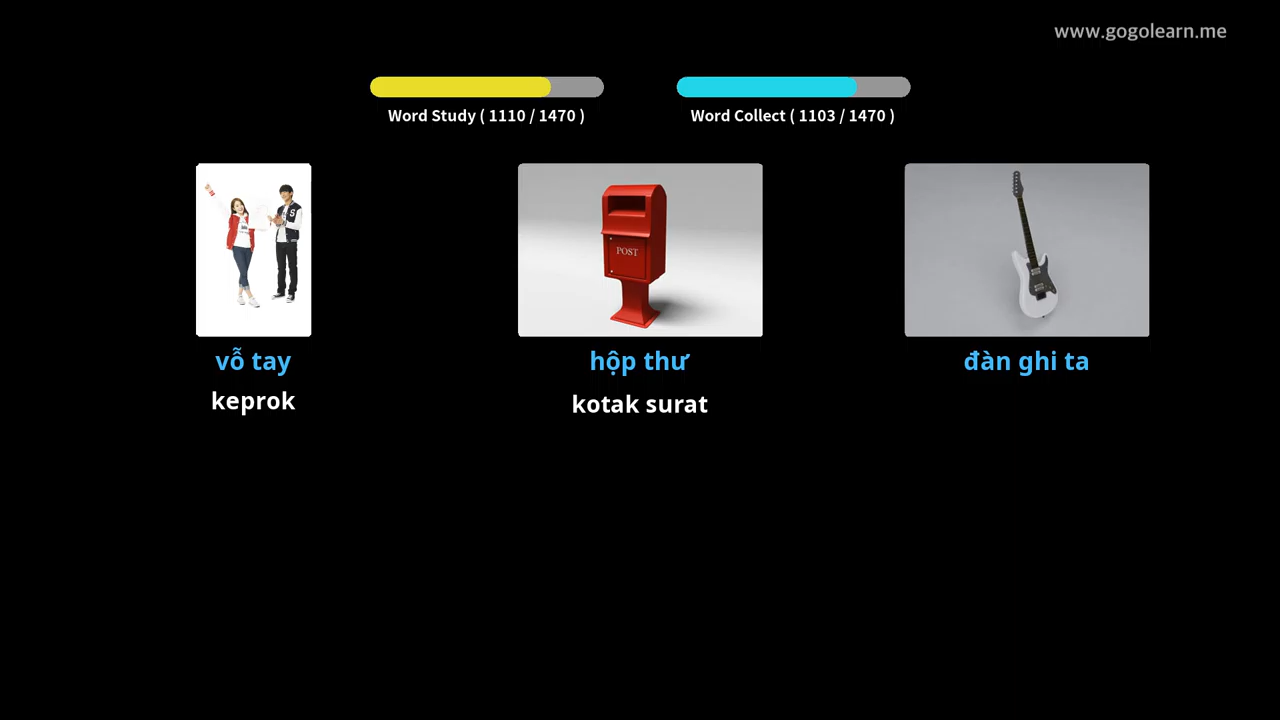 www.gogolearn.me
Word Study ( 1110 / 1470 )
Word Collect ( 1103 / 1470 )
POST
vỗ tay
hộp thư
đàn ghi ta
keprok
kotak surat